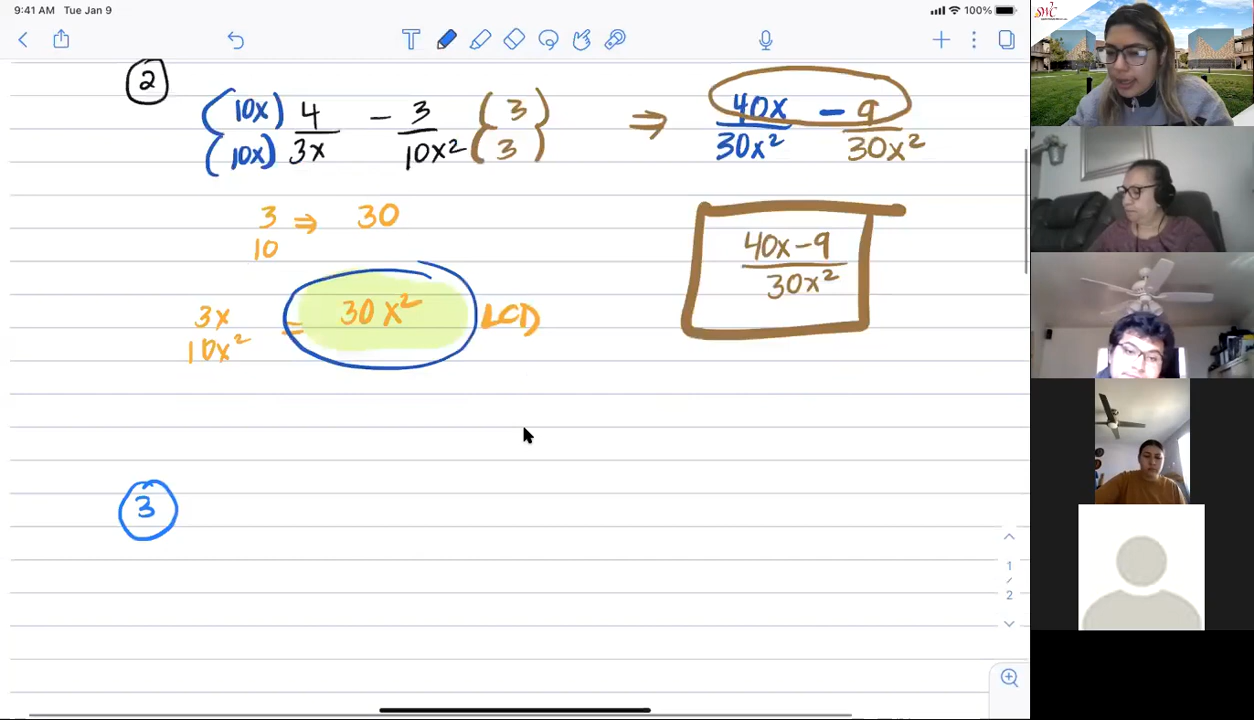 9:41 AM Tue Jan 9
100%
T
2
(10x) 4 − 3 (3)
(10x) 3x 10x² (3)
⇒ 40x − 9
30x² 30x²
3 ⇒ 30
10
40x−9
30x²
3x = 30x² LCD
10x²
3
1
/
2
SWC